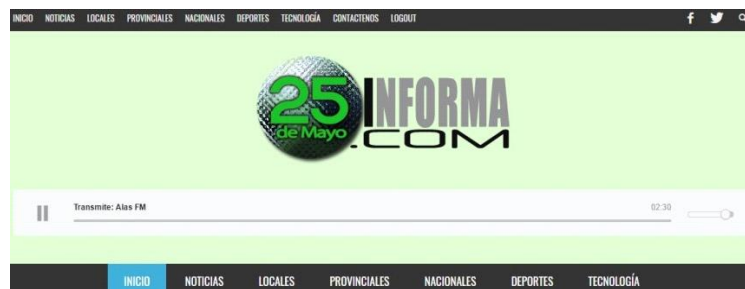 INICIO NOTICIAS LOCALES PROVINCIALES NACIONALES DEPORTES TECNOLOGÍA CONTACTENOS LOGOUT
25 INFORMA
de Mayo .COM
Transmite: Alas FM 02:30
INICIO NOTICIAS LOCALES PROVINCIALES NACIONALES DEPORTES TECNOLOGÍA